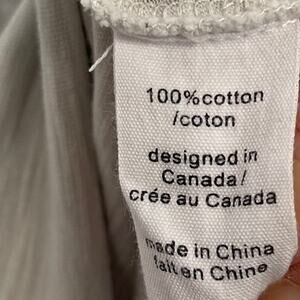 100%cotton
/coton
designed in
Canada/
crée au Canada
made in China
fait en Chine